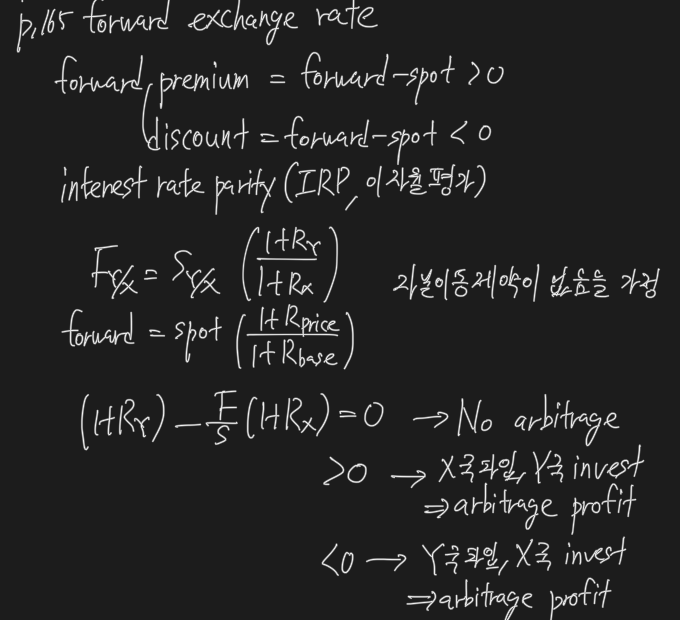 p.165 forward exchange rate
forward premium = forward-spot > 0
discount = forward-spot < 0
interest rate parity (IRP, 이자율평가)
F_{Y/X} = S_{Y/X} (\frac{1+R_Y}{1+R_X}) 자본이동제약이 없음을 가정
forward = spot (\frac{1+R_{price}}{1+R_{base}})
(1+R_Y) - \frac{F}{S}(1+R_X) = 0 → No arbitrage
>0 → X국차입, Y국 invest
⇒ arbitrage profit
<0 → Y국차입, X국 invest
⇒ arbitrage profit